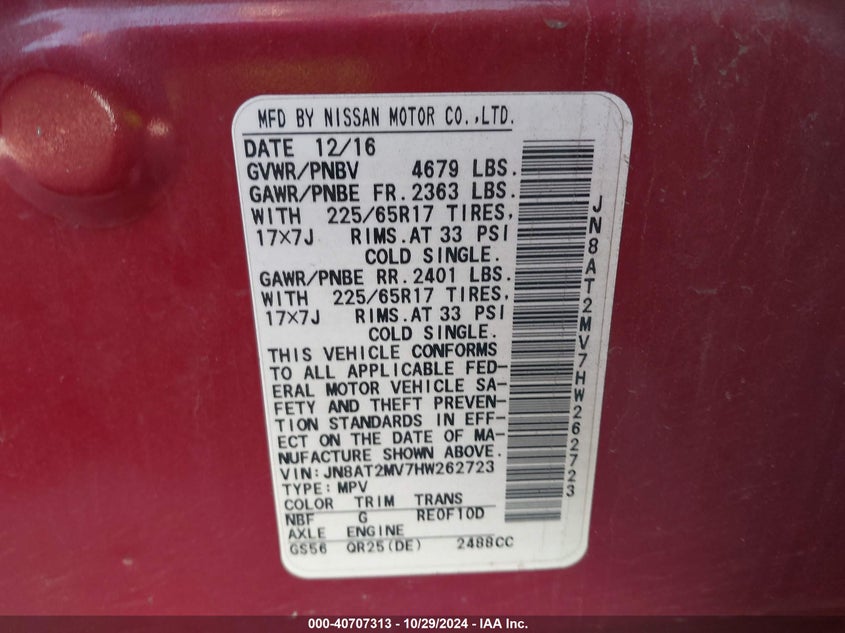 MFD BY NISSAN MOTOR CO.,LTD.
DATE 12/16
GVWR/PNBV 4679 LBS.
GAWR/PNBE FR.2363 LBS.
WITH 225/65R17 TIRES,
17×7J RIMS.AT 33 PSI
COLD SINGLE.
GAWR/PNBE RR.2401 LBS.
WITH 225/65R17 TIRES,
17×7J RIMS.AT 33 PSI
COLD SINGLE.
THIS VEHICLE CONFORMS
TO ALL APPLICABLE FED-
ERAL MOTOR VEHICLE SA-
FETY AND THEFT PREVEN-
TION STANDARDS IN EFF-
ECT ON THE DATE OF MA-
NUFACTURE SHOWN ABOVE.
VIN:JN8AT2MV7HW262723
TYPE:MPV
COLOR TRIM TRANS
NBF G RE0F10D
AXLE ENGINE
GS56 QR25(DE) 2488CC
JN8AT2MV7HW262723
000-40707313 - 10/29/2024 - IAA Inc.